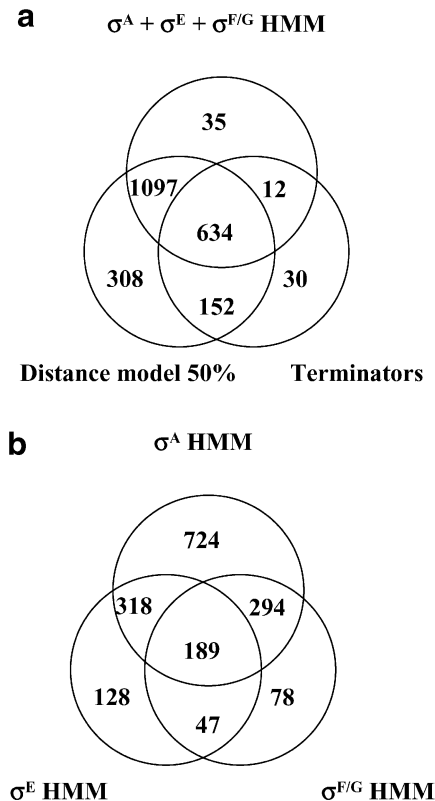 a
σᴬ + σᴱ + σᶠ/ᴳ HMM
35
1097 12
634
308 30
152
Distance model 50% Terminators
b
σᴬ HMM
724
318 294
189
128 78
47
σᴱ HMM σᶠ/ᴳ HMM